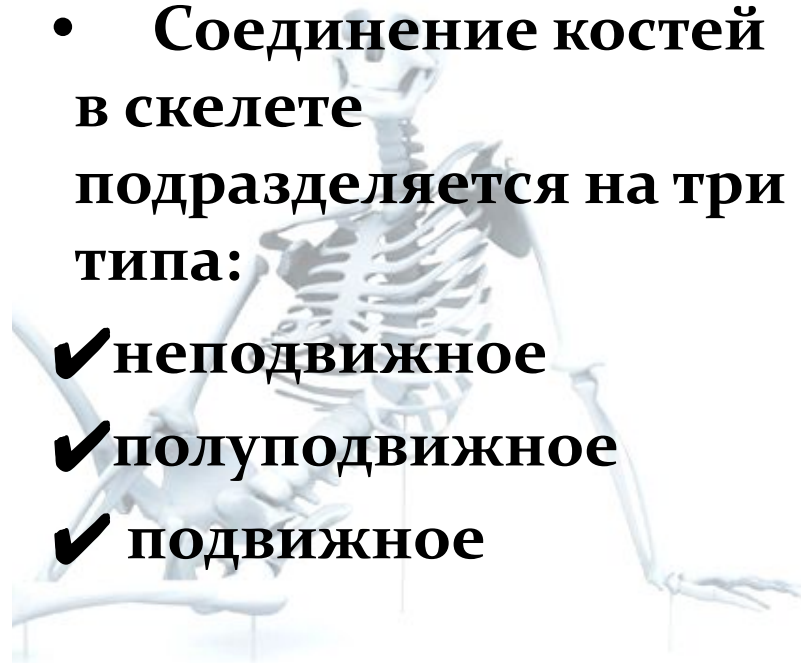 • Соединение костей
в скелете
подразделяется на три
типа:
✔неподвижное
✔полуподвижное
✔ подвижное